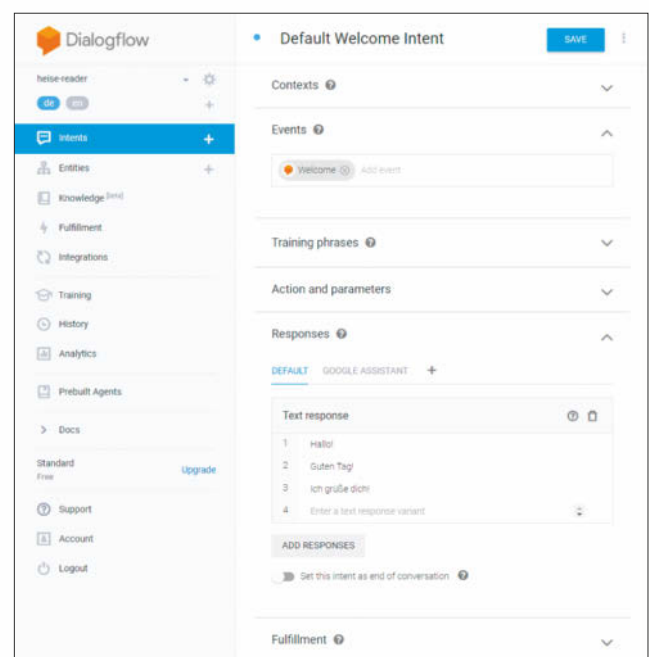 Dialogflow
heise-reader
de en
Intents
Entities
Knowledge [beta]
Fulfillment
Integrations
Training
History
Analytics
Prebuilt Agents
Docs
Standard
Free
Upgrade
Support
Account
Logout
Default Welcome Intent
SAVE
Contexts
Events
Welcome Add event
Training phrases
Action and parameters
Responses
DEFAULT GOOGLE ASSISTANT +
Text response
1 Hallo!
2 Guten Tag!
3 Ich grüße dich!
4 Enter a text response variant
ADD RESPONSES
Set this intent as end of conversation
Fulfillment